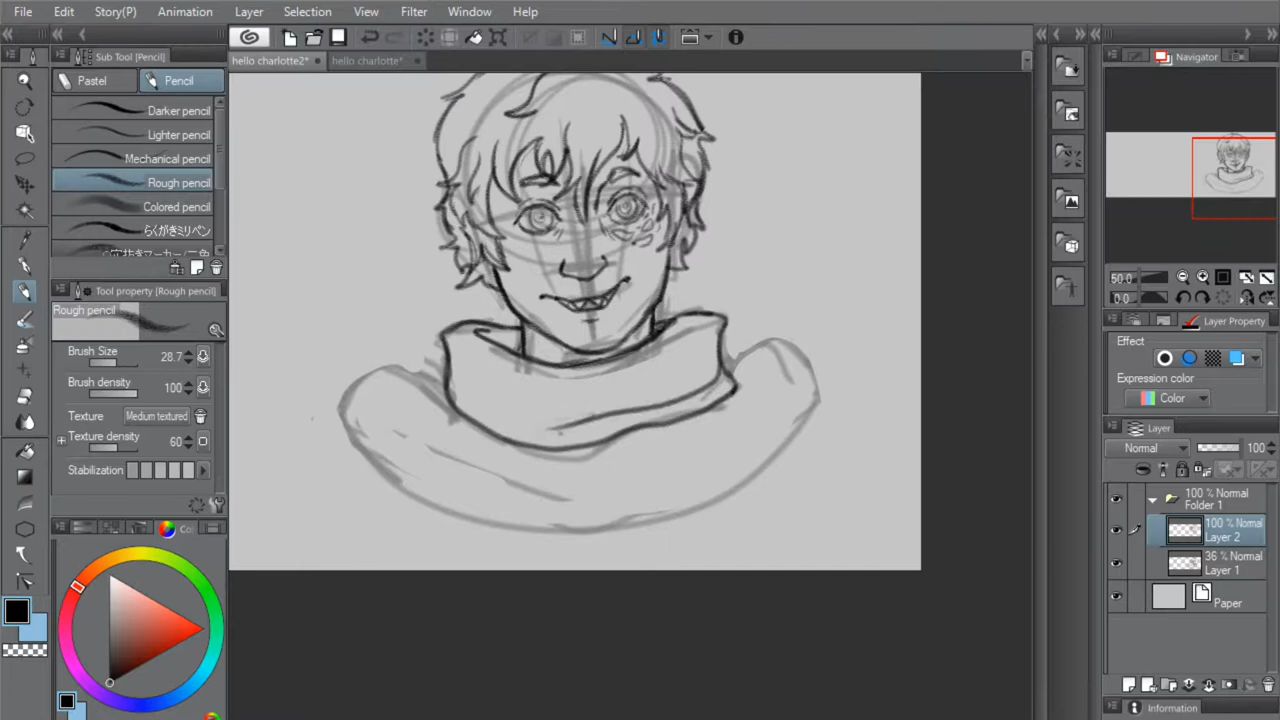 File Edit Story(P) Animation Layer Selection View Filter Window Help
Sub Tool [Pencil]
Pastel Pencil
Darker pencil
Lighter pencil
Mechanical pencil
Rough pencil
Colored pencil
らくがきミリペン
Tool property [Rough pencil]
Rough pencil
Brush Size 28.7
Brush density 100
Texture Medium textured
Texture density 60
Stabilization
Co
hello charlotte2* hello charlotte*
Navigator
50.0
0.0
Layer Property
Effect
Expression color
Color
Layer
Normal 100
100 % Normal
Folder 1
100 % Normal
Layer 2
36 % Normal
Layer 1
Paper
Information